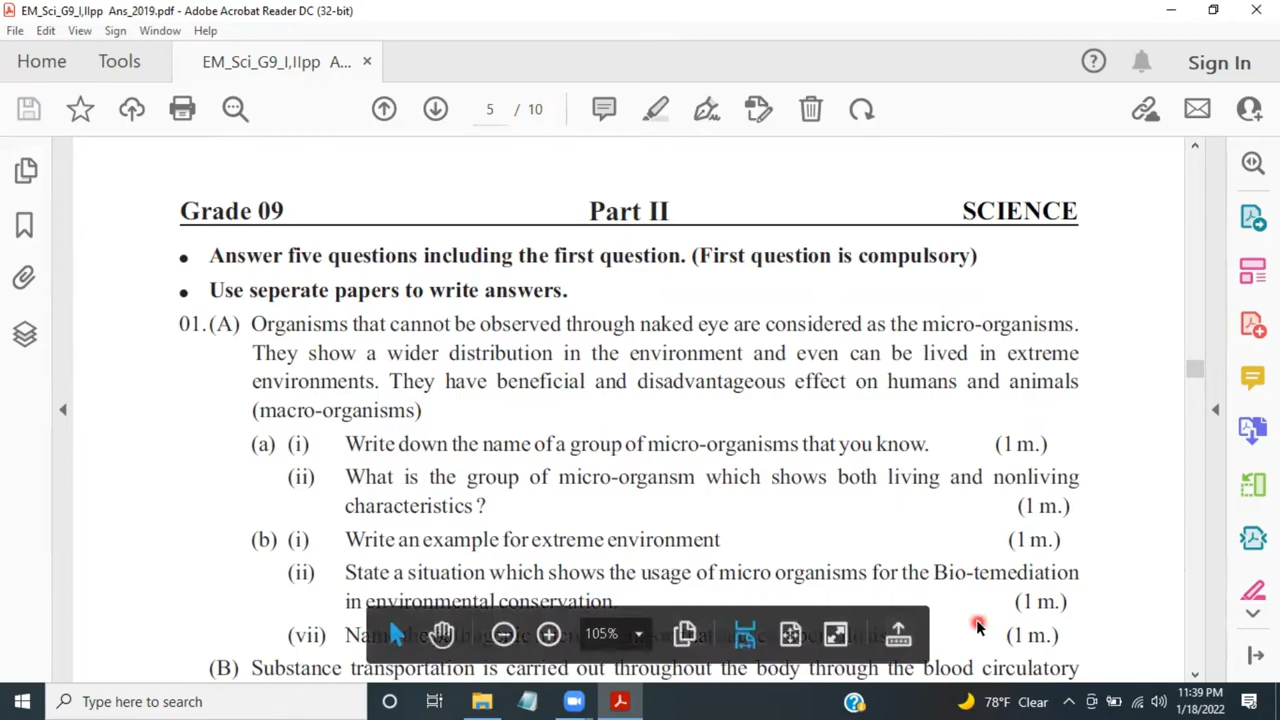 EM_Sci_G9_I,IIpp Ans_2019.pdf - Adobe Acrobat Reader DC (32-bit)
File Edit View Sign Window Help
Home Tools EM_Sci_G9_I,IIpp A... × Sign In
5 / 10
Grade 09 Part II SCIENCE
• Answer five questions including the first question. (First question is compulsory)
• Use seperate papers to write answers.
01. (A) Organisms that cannot be observed through naked eye are considered as the micro-organisms.
They show a wider distribution in the environment and even can be lived in extreme
environments. They have beneficial and disadvantageous effect on humans and animals
(macro-organisms)
(a) (i) Write down the name of a group of micro-organisms that you know. (1 m.)
(ii) What is the group of micro-organsm which shows both living and nonliving
characteristics ? (1 m.)
(b) (i) Write an example for extreme environment (1 m.)
(ii) State a situation which shows the usage of micro organisms for the Bio-temediation
in environmental conservation. (1 m.)
(vii) (1 m.)
105%
(B) Substance transportation is carried out throughout the body through the blood circulatory
Type here to search
78°F Clear
11:39 PM
1/18/2022